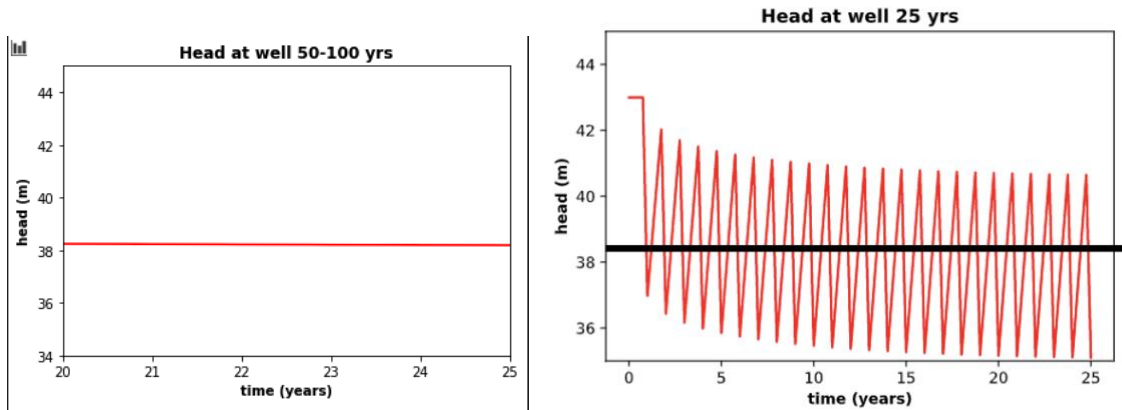 Head at well 50-100 yrs
44
42
40
38
36
34
head (m)
20 21 22 23 24 25
time (years)
Head at well 25 yrs
44
42
40
38
36
head (m)
0 5 10 15 20 25
time (years)